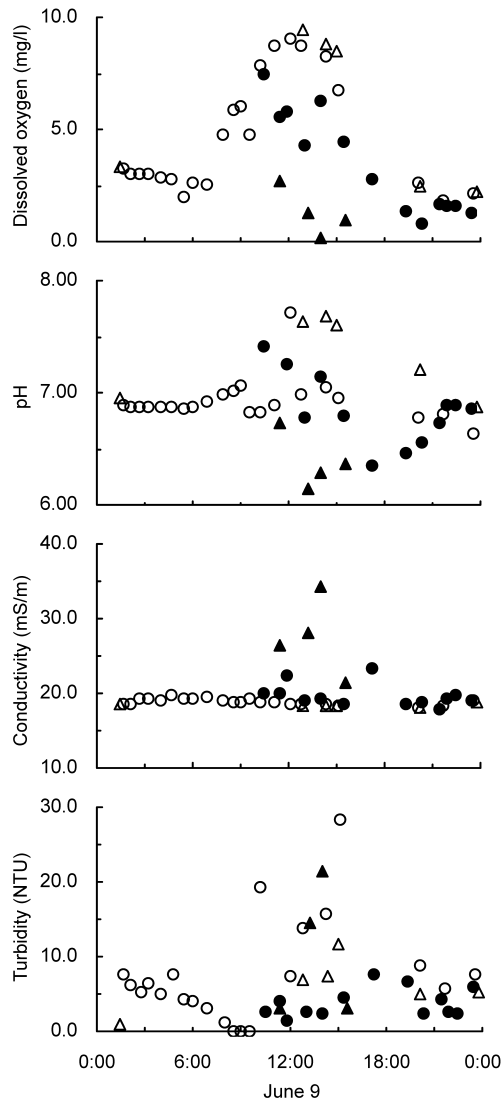 10.0
5.0
0.0
Dissolved oxygen (mg/l)
8.00
7.00
6.00
pH
40.0
30.0
20.0
10.0
Conductivity (mS/m)
30.0
20.0
10.0
0.0
Turbidity (NTU)
0:00 6:00 12:00 18:00 0:00
June 9